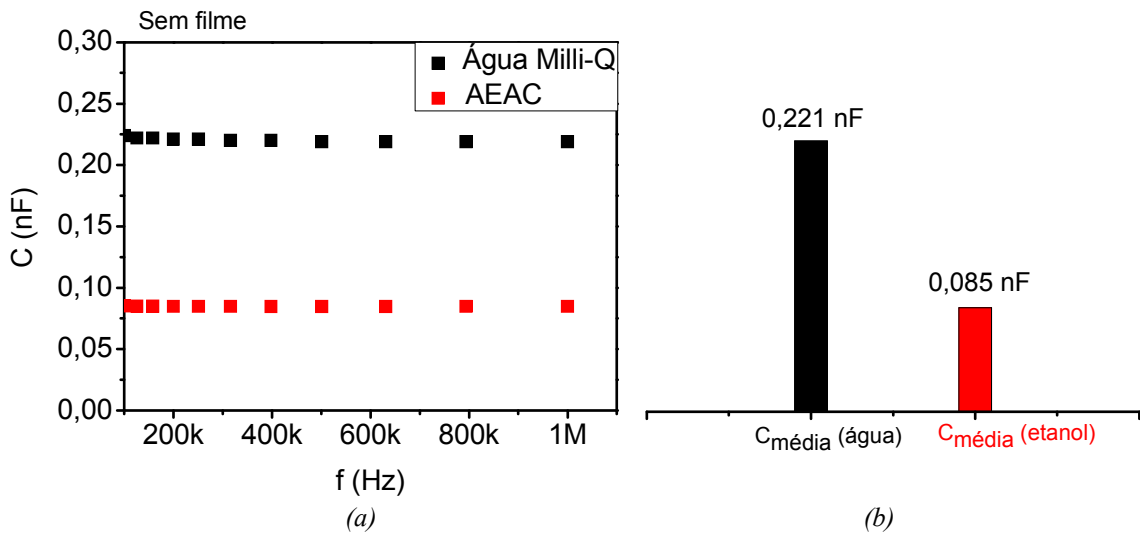 Sem filme
0,30
0,25
0,20
0,15
0,10
0,05
0,00
C (nF)
Água Milli-Q
AEAC
200k 400k 600k 800k 1M
f (Hz)
(a)
0,221 nF
0,085 nF
Cmédia (água) Cmédia (etanol)
(b)